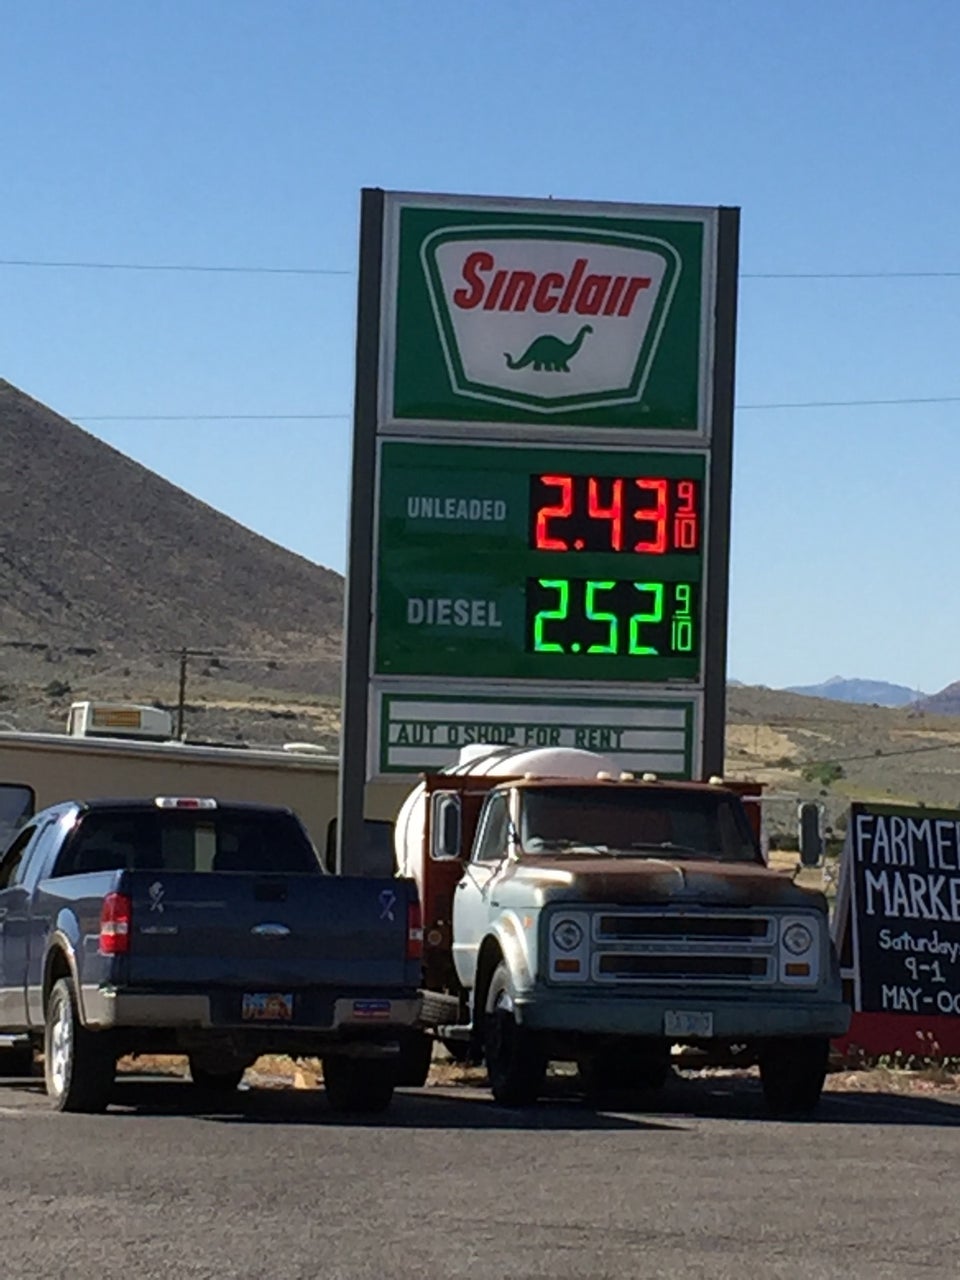 Sinclair
UNLEADED 2.43 9/10
DIESEL 2.52 9/10
AUT O SHOP FOR RENT
FARME
MARKE
Saturday
9-1
MAY-OC